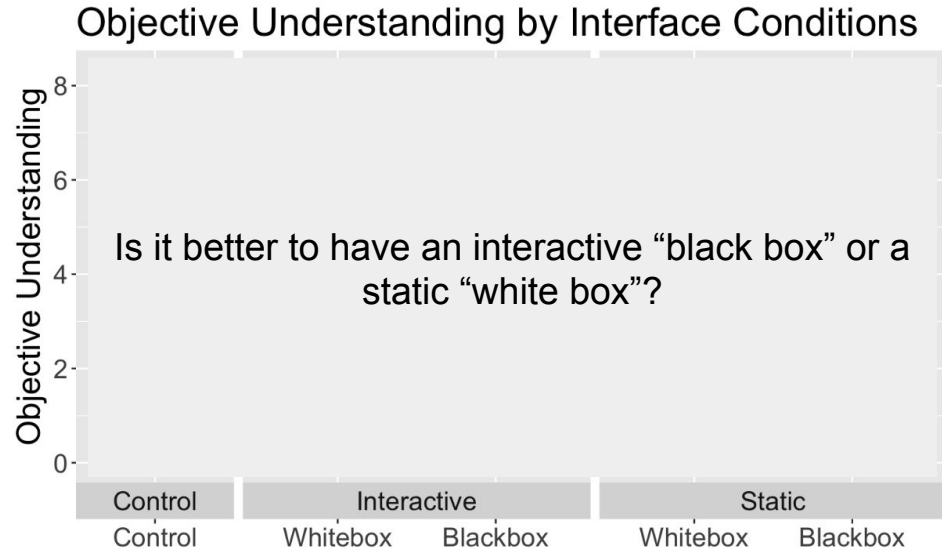 Objective Understanding by Interface Conditions
Objective Understanding
8
6
4
2
0
Is it better to have an interactive “black box” or a
static “white box”?
Control Interactive Static
Control Whitebox Blackbox Whitebox Blackbox